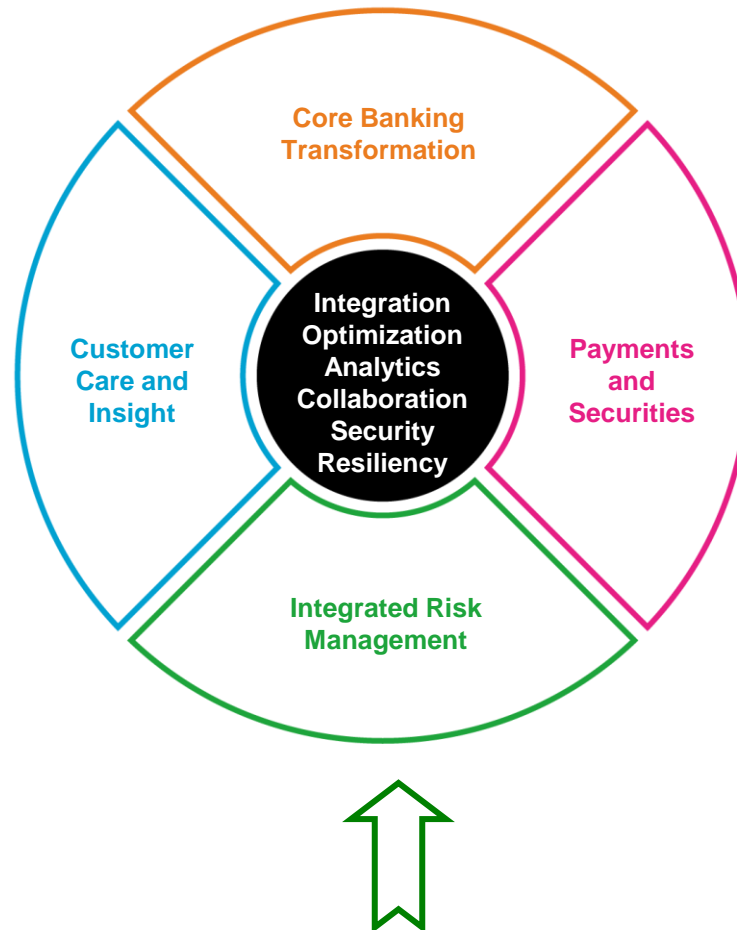 Core Banking
Transformation
Customer
Care and
Insight
Integration
Optimization
Analytics
Collaboration
Security
Resiliency
Payments
and
Securities
Integrated Risk
Management